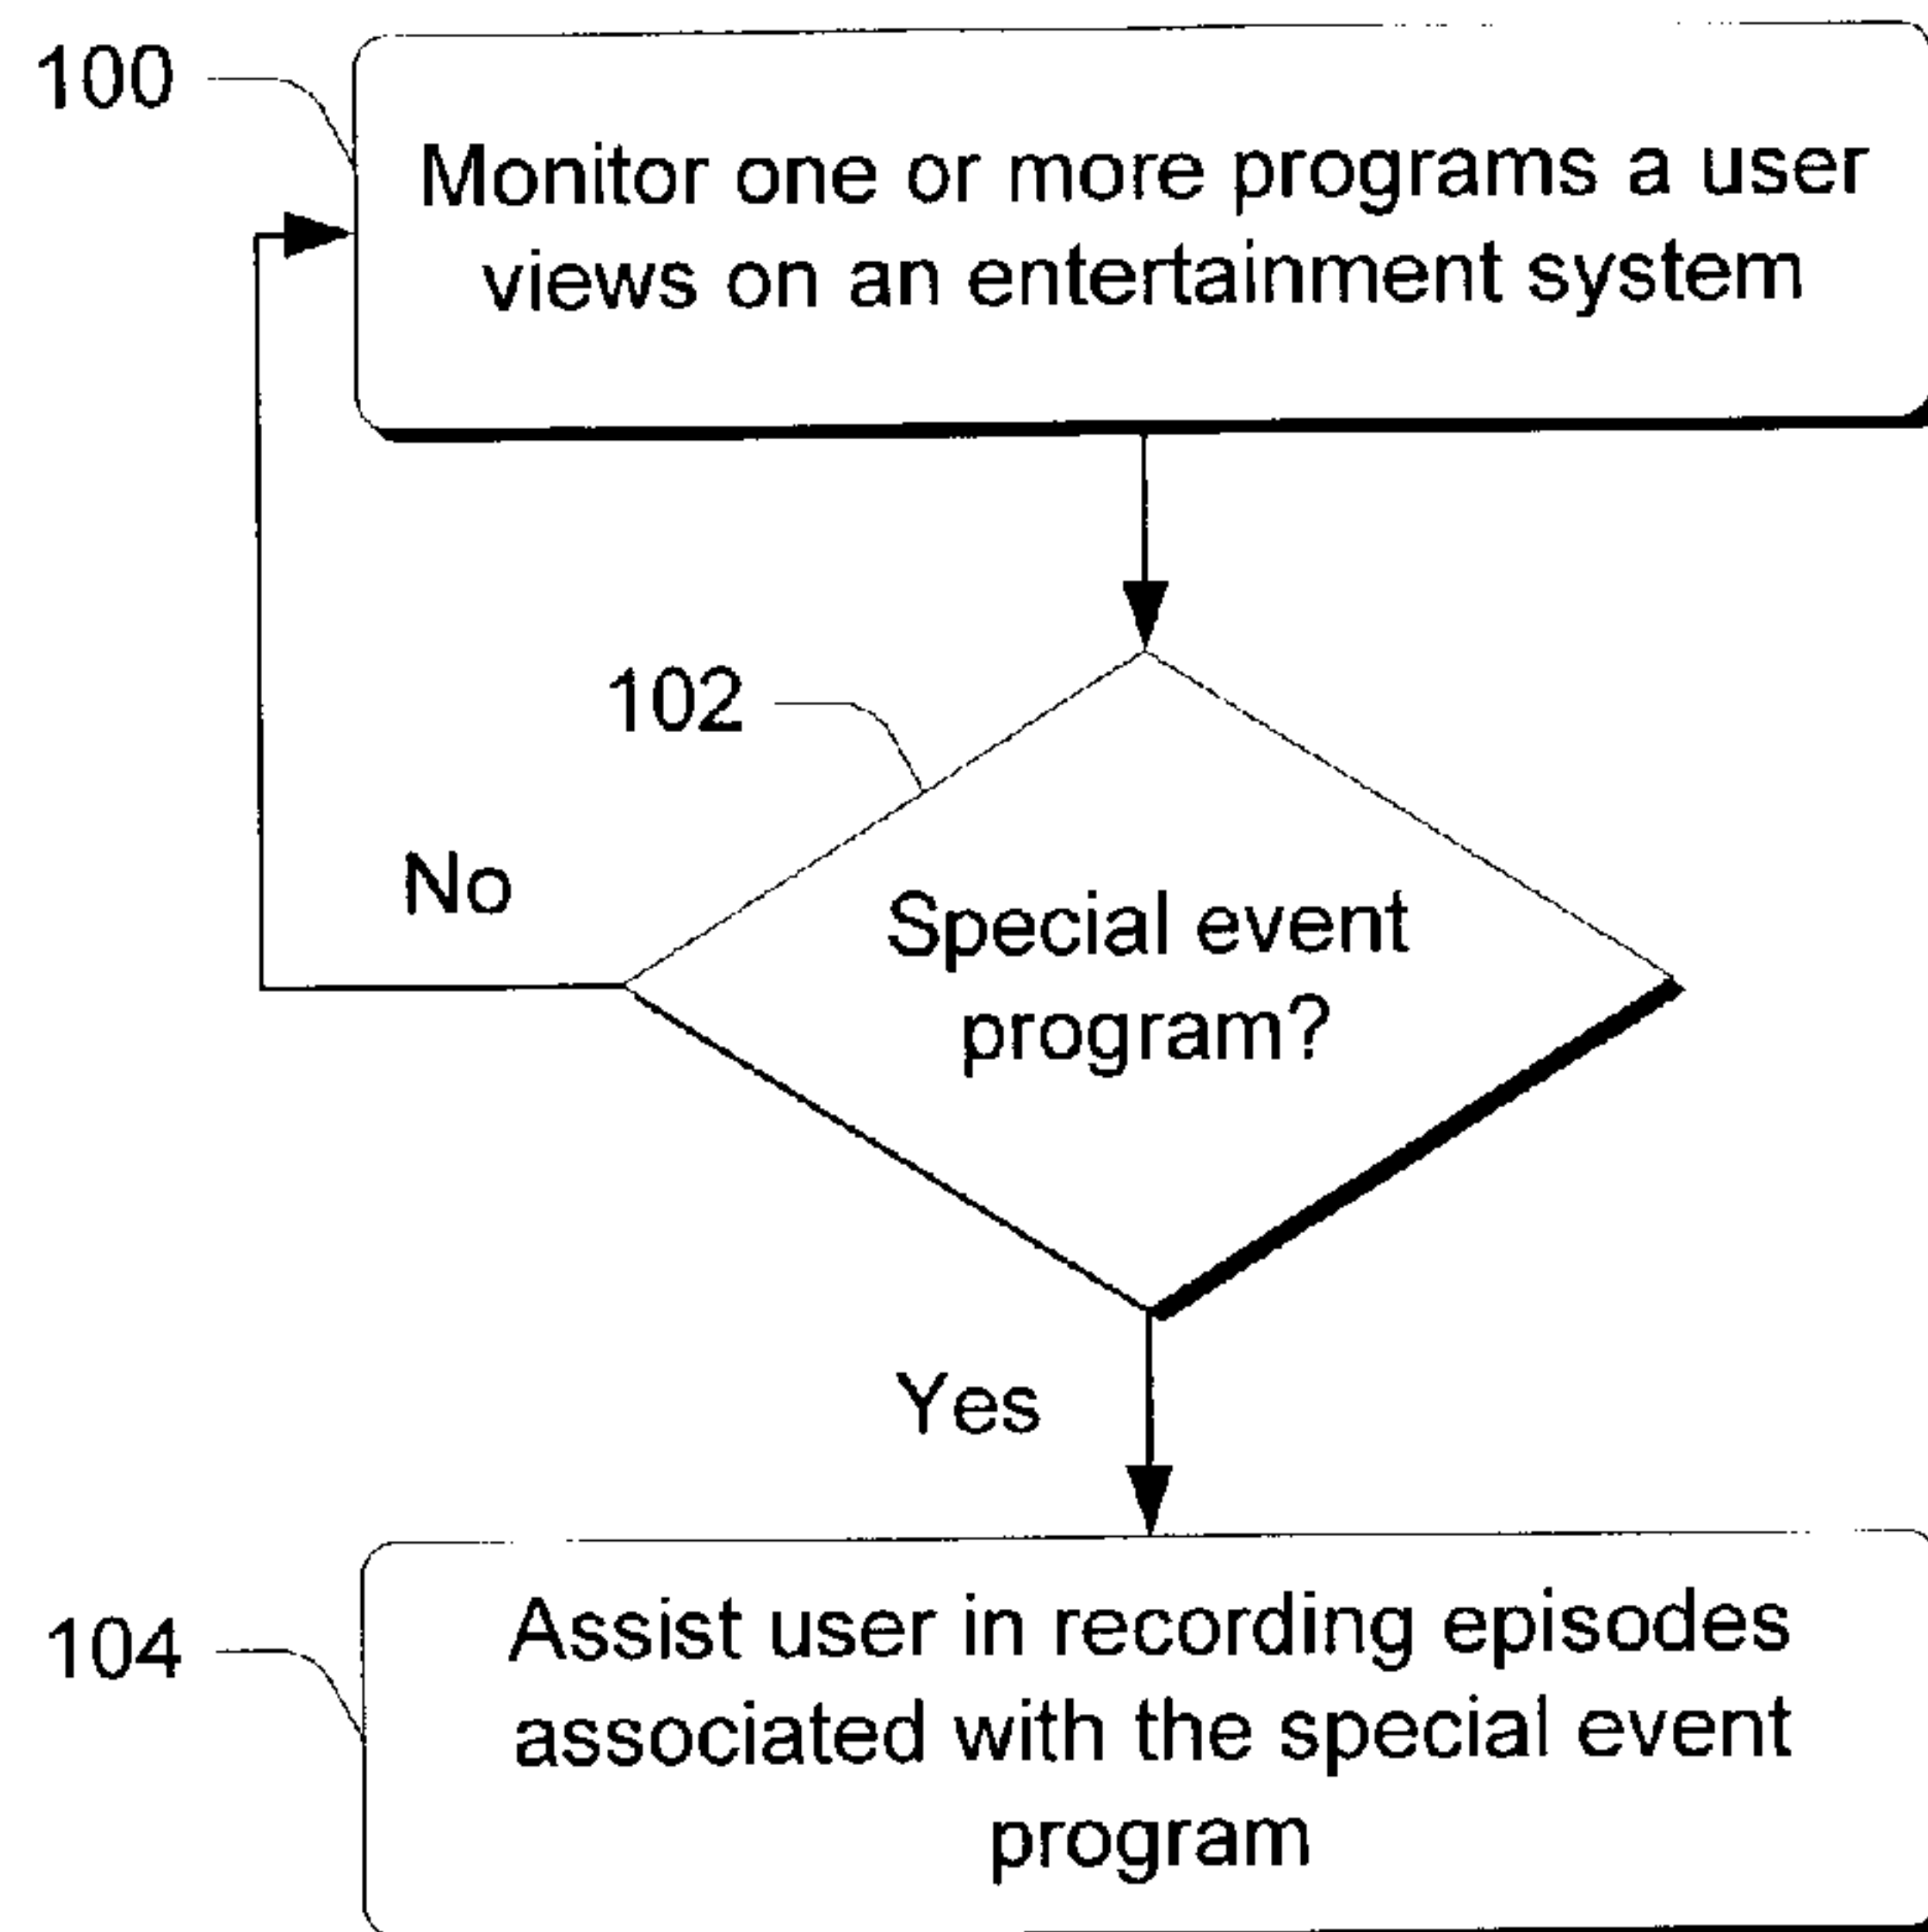 100
Monitor one or more programs a user
views on an entertainment system
102
No
Special event
program?
Yes
104
Assist user in recording episodes
associated with the special event
program